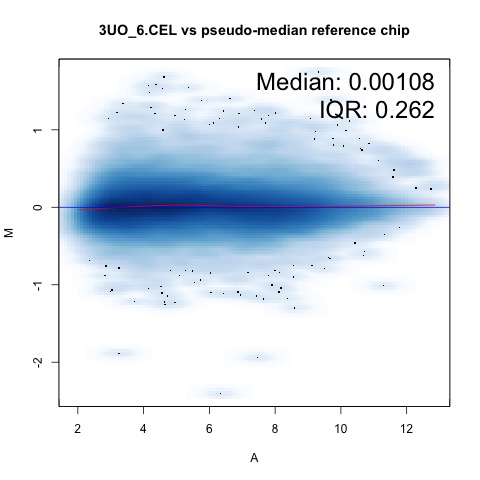 3UO_6.CEL vs pseudo-median reference chip
Median: 0.00108
IQR: 0.262
1
0
-1
-2
M
2 4 6 8 10 12
A